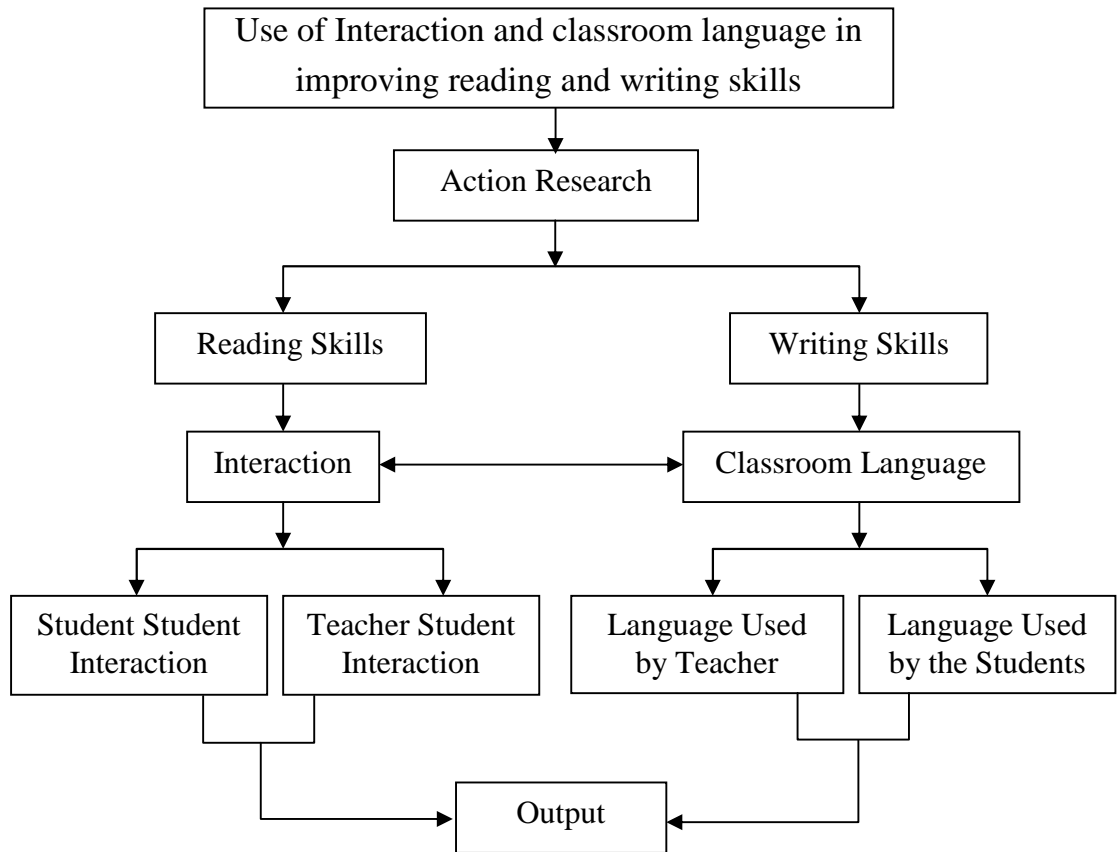 Use of Interaction and classroom language in
improving reading and writing skills
Action Research
Reading Skills
Writing Skills
Interaction
Classroom Language
Student Student
Interaction
Teacher Student
Interaction
Language Used
by Teacher
Language Used
by the Students
Output